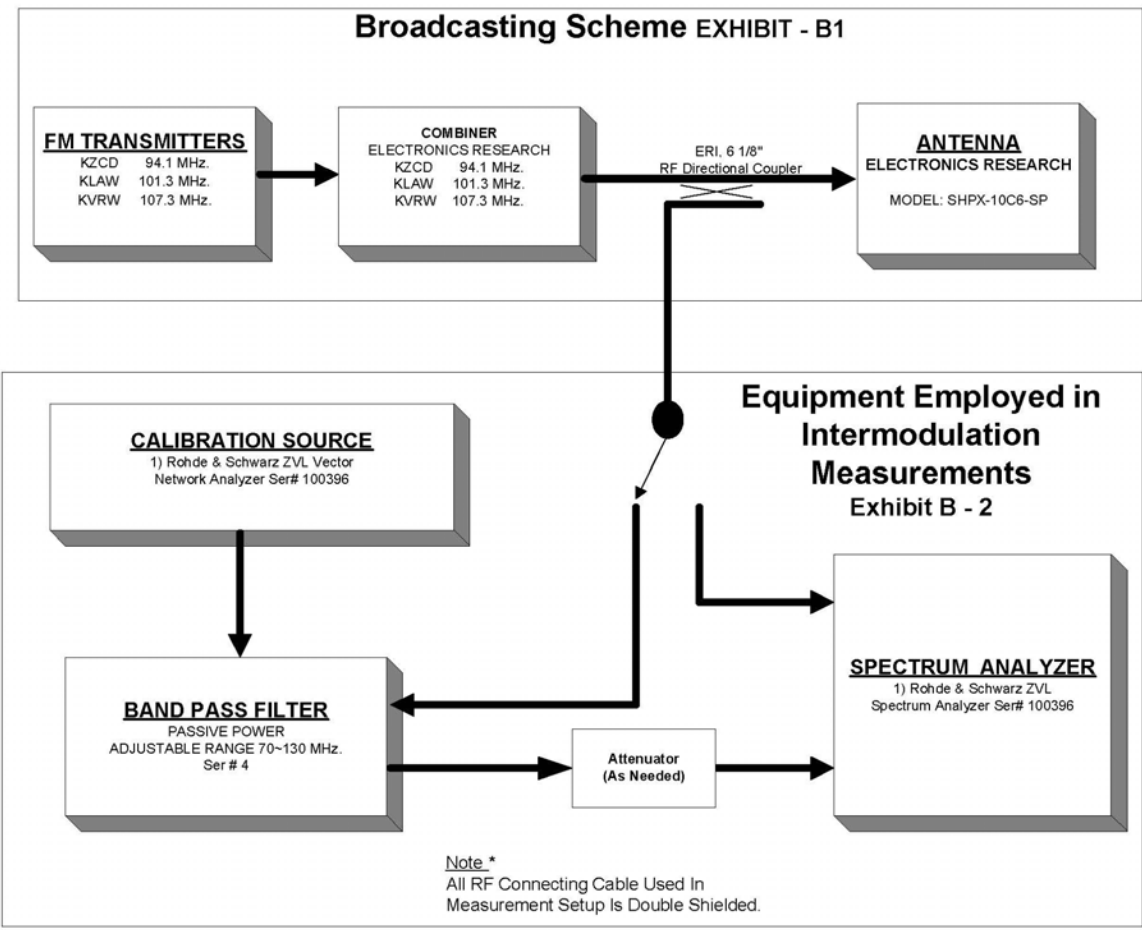 Broadcasting Scheme EXHIBIT - B1
FM TRANSMITTERS
KZCD 94.1 MHz.
KLAW 101.3 MHz.
KVRW 107.3 MHz.
COMBINER
ELECTRONICS RESEARCH
KZCD 94.1 MHz.
KLAW 101.3 MHz.
KVRW 107.3 MHz.
ERI, 6 1/8"
RF Directional Coupler
ANTENNA
ELECTRONICS RESEARCH
MODEL: SHPX-10C6-SP
Equipment Employed in
Intermodulation
Measurements
Exhibit B - 2
CALIBRATION SOURCE
1) Rohde & Schwarz ZVL Vector
Network Analyzer Ser# 100396
BAND PASS FILTER
PASSIVE POWER
ADJUSTABLE RANGE 70~130 MHz.
Ser # 4
Attenuator
(As Needed)
SPECTRUM ANALYZER
1) Rohde & Schwarz ZVL
Spectrum Analyzer Ser# 100396
Note *
All RF Connecting Cable Used In
Measurement Setup Is Double Shielded.